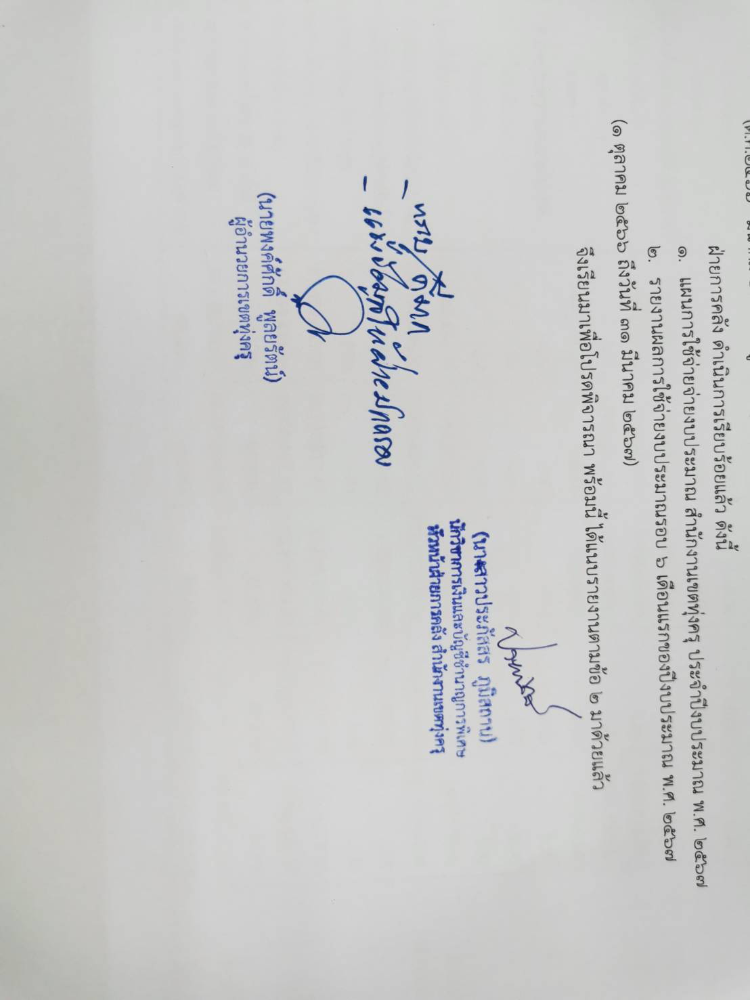 ฝ่ายการคลัง ดำเนินการเรียบร้อยแล้ว ดังนี้
๑. แผนการใช้จ่ายจ่ายงบประมาณ สำนักงานเขตทุ่งครุ ประจำปีงบประมาณ พ.ศ. ๒๕๖๗
๒. รายงานผลการใช้จ่ายงบประมาณรอบ ๖ เดือนแรกของปีงบประมาณ พ.ศ. ๒๕๖๗
(๑ ตุลาคม ๒๕๖๖ ถึงวันที่ ๓๑ มีนาคม ๒๕๖๗)
จึงเรียนมาเพื่อโปรดพิจารณา พร้อมนี้ ได้แนบรายงานตามข้อ ๒ มาด้วยแล้ว
(นางสาวประภัสสร ภูมิสถาน)
นักวิชาการเงินและบัญชีชำนาญการพิเศษ
หัวหน้าฝ่ายการคลัง สำนักงานเขตทุ่งครุ
- ทราบ
- แจ้งข้อมูลให้ฝ่ายปกครอง
(นายพงค์ศักดิ์ พูลยรัตน์)
ผู้อำนวยการเขตทุ่งครุ